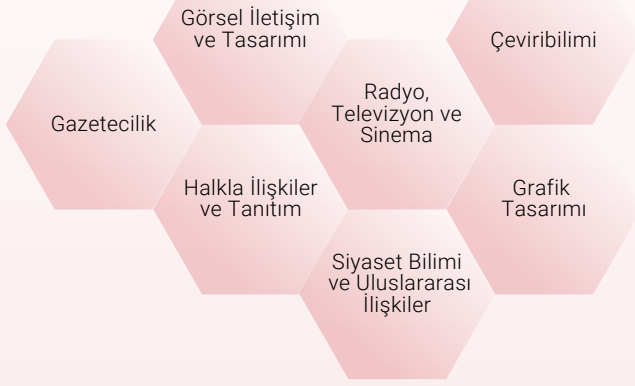 Görsel İletişim
ve Tasarımı
Çeviribilimi
Gazetecilik
Radyo,
Televizyon ve
Sinema
Halkla İlişkiler
ve Tanıtım
Grafik
Tasarımı
Siyaset Bilimi
ve Uluslararası
İlişkiler